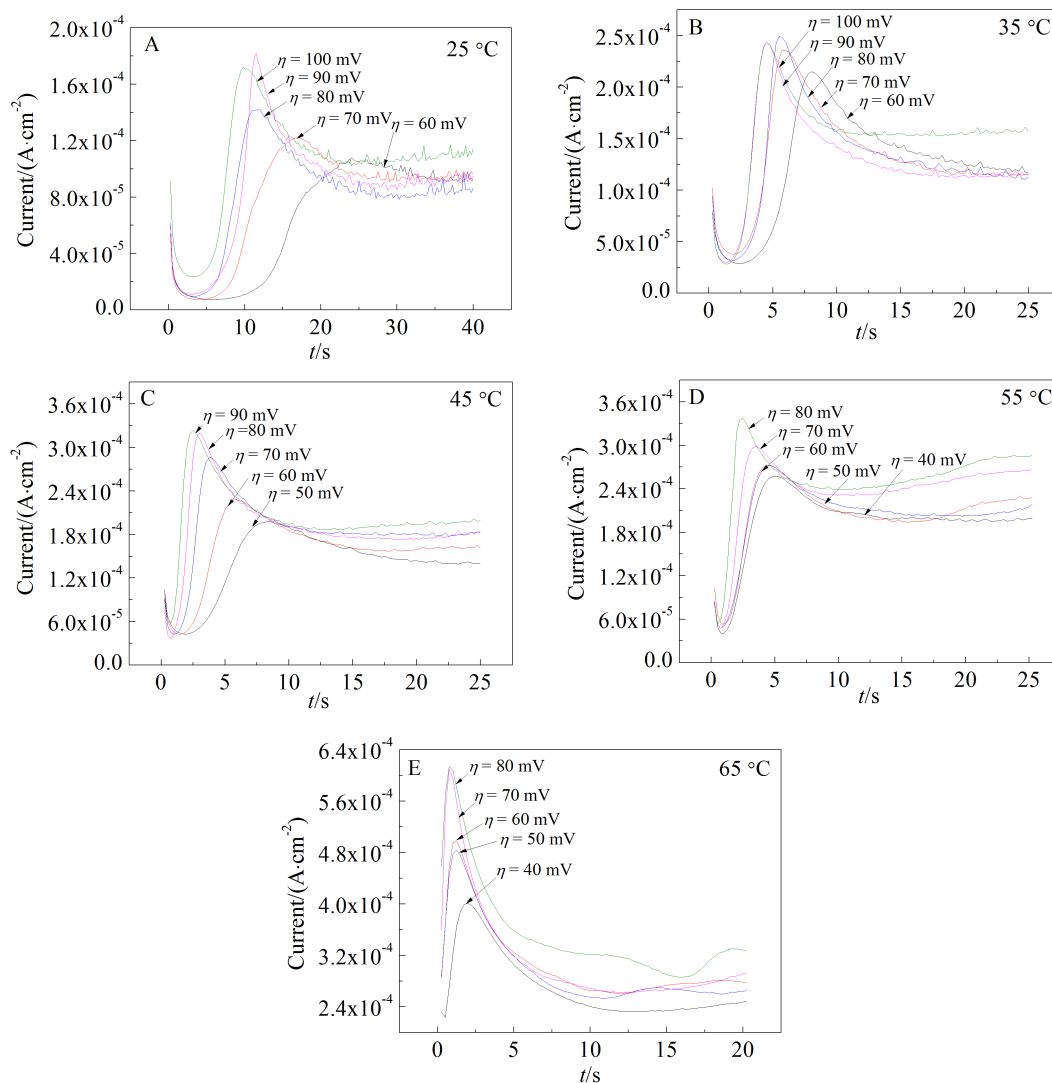 A
25 °C
2.0x10⁻⁴
1.6x10⁻⁴
1.2x10⁻⁴
8.0x10⁻⁵
4.0x10⁻⁵
0.0
Current/(A·cm⁻²)
η = 100 mV
η = 90 mV
η = 80 mV
η = 70 mV
η = 60 mV
0 10 20 30 40
t/s
B
35 °C
2.5x10⁻⁴
2.0x10⁻⁴
1.5x10⁻⁴
1.0x10⁻⁴
5.0x10⁻⁵
0.0
Current/(A·cm⁻²)
η = 100 mV
η = 90 mV
η = 80 mV
η = 70 mV
η = 60 mV
0 5 10 15 20 25
t/s
C
45 °C
3.6x10⁻⁴
3.0x10⁻⁴
2.4x10⁻⁴
1.8x10⁻⁴
1.2x10⁻⁴
6.0x10⁻⁵
0.0
Current/(A·cm⁻²)
η = 90 mV
η =80 mV
η = 70 mV
η = 60 mV
η = 50 mV
0 5 10 15 20 25
t/s
D
55 °C
3.6x10⁻⁴
3.0x10⁻⁴
2.4x10⁻⁴
1.8x10⁻⁴
1.2x10⁻⁴
6.0x10⁻⁵
0.0
Current/(A·cm⁻²)
η = 80 mV
η = 70 mV
η = 60 mV
η = 50 mV
η = 40 mV
0 5 10 15 20 25
t/s
E
65 °C
6.4x10⁻⁴
5.6x10⁻⁴
4.8x10⁻⁴
4.0x10⁻⁴
3.2x10⁻⁴
2.4x10⁻⁴
Current/(A·cm⁻²)
η = 80 mV
η = 70 mV
η = 60 mV
η = 50 mV
η = 40 mV
0 5 10 15 20
t/s